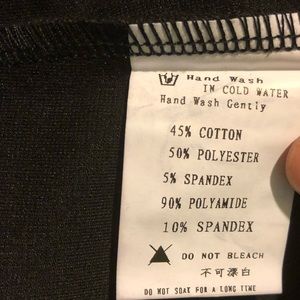 Hand Wash
IN COLD WATER
Hand Wash Gently
45% COTTON
50% POLYESTER
5% SPANDEX
90% POLYAMIDE
10% SPANDEX
DO NOT BLEACH
不可漂白
DO NOT SOAK FOR A LONG TIME